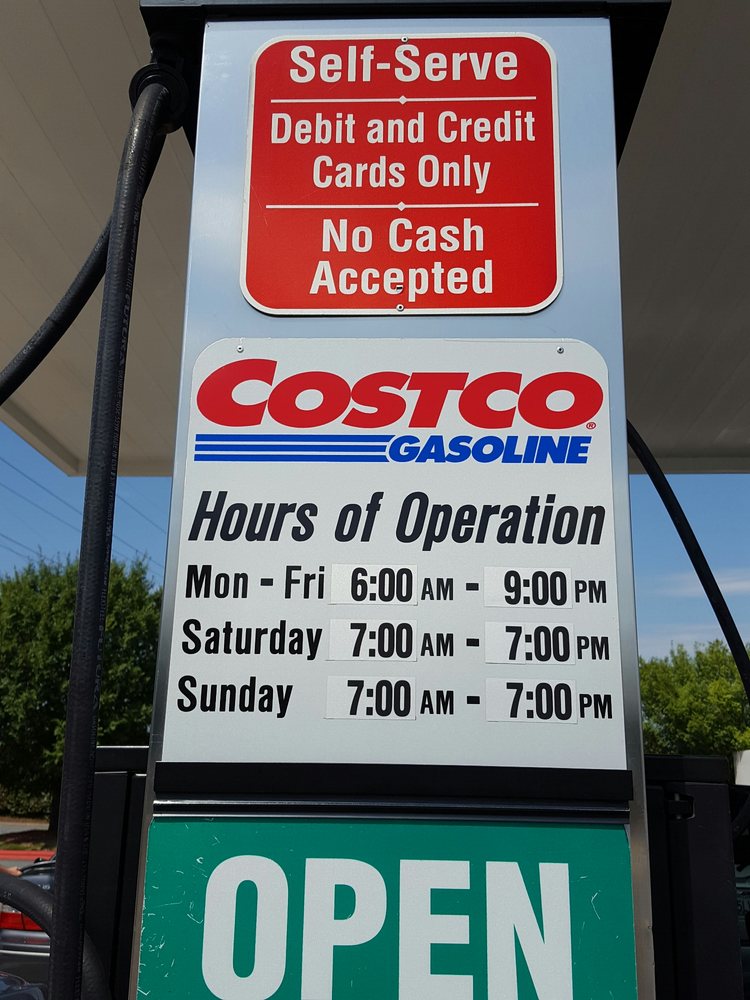 Self-Serve
Debit and Credit
Cards Only
No Cash
Accepted
COSTCO®
GASOLINE
Hours of Operation
Mon - Fri 6:00 AM - 9:00 PM
Saturday 7:00 AM - 7:00 PM
Sunday 7:00 AM - 7:00 PM
OPEN